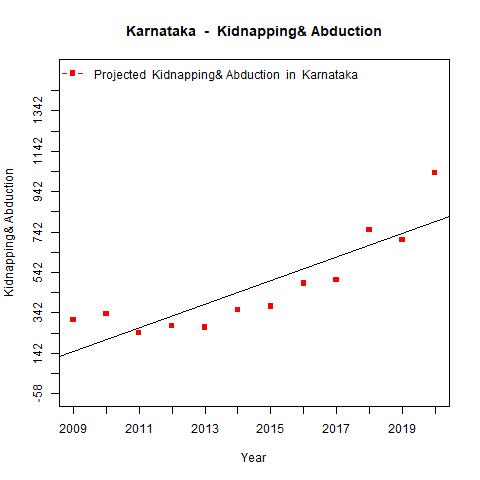 Karnataka - Kidnapping& Abduction
Projected Kidnapping& Abduction in Karnataka
Kidnapping& Abduction
1342
1142
942
742
542
342
142
-58
2009 2011 2013 2015 2017 2019
Year